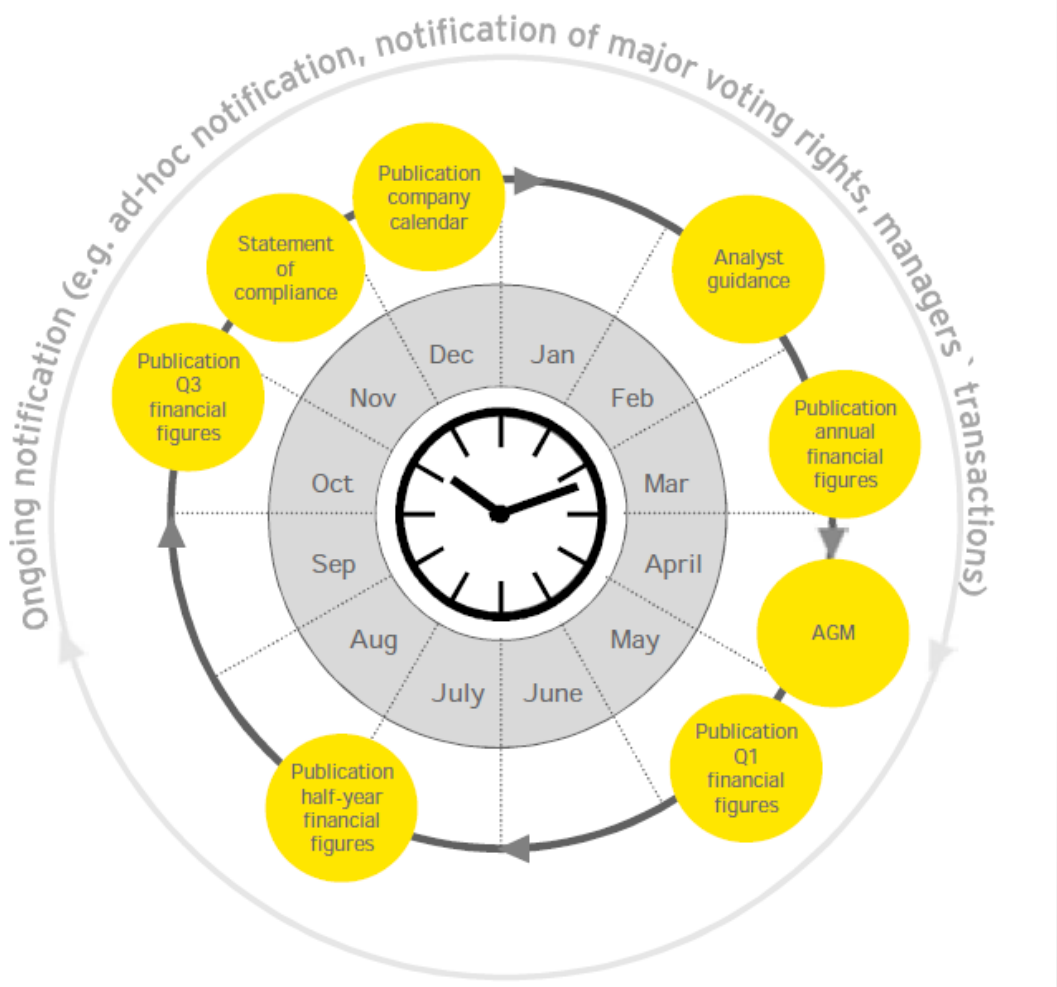 Ongoing notification (e.g. ad-hoc notification, notification of major voting rights, managers ` transactions)
Publication
company
calendar
Analyst
guidance
Publication
annual
financial
figures
AGM
Publication
Q1
financial
figures
Publication
half-year
financial
figures
Publication
Q3
financial
figures
Statement
of
compliance
Jan
Feb
Mar
April
May
June
July
Aug
Sep
Oct
Nov
Dec